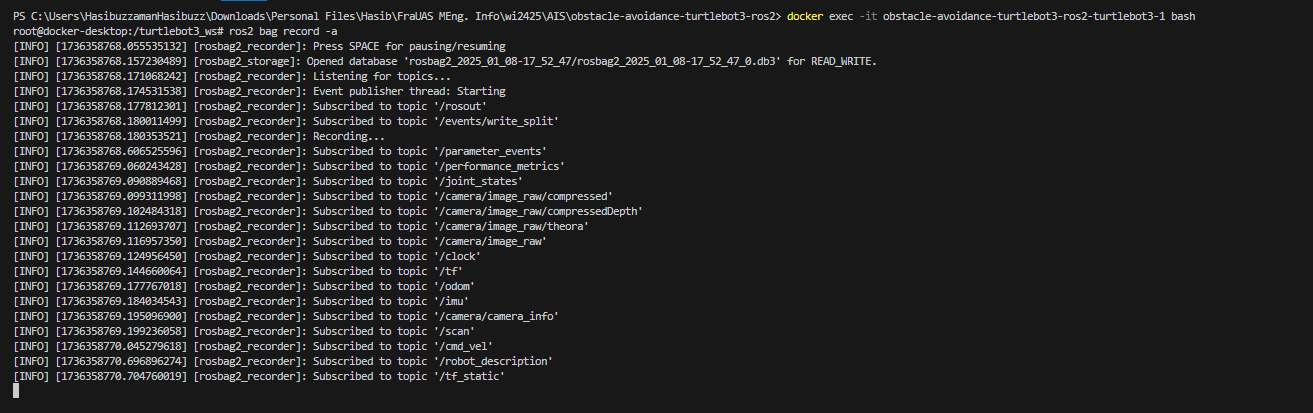 PS C:\Users\HasibuzzamanHasibuzz\Downloads\Personal Files\Hasib\FraUAS MEng. Info\wi2425\AIS\obstacle-avoidance-turtlebot3-ros2> docker exec -it obstacle-avoidance-turtlebot3-ros2-turtlebot3-1 bash
root@docker-desktop:/turtlebot3_ws# ros2 bag record -a
[INFO] [1736358768.055535132] [rosbag2_recorder]: Press SPACE for pausing/resuming
[INFO] [1736358768.157230489] [rosbag2_storage]: Opened database 'rosbag2_2025_01_08-17_52_47/rosbag2_2025_01_08-17_52_47_0.db3' for READ_WRITE.
[INFO] [1736358768.171068242] [rosbag2_recorder]: Listening for topics...
[INFO] [1736358768.174531538] [rosbag2_recorder]: Event publisher thread: Starting
[INFO] [1736358768.177812301] [rosbag2_recorder]: Subscribed to topic '/rosout'
[INFO] [1736358768.180011499] [rosbag2_recorder]: Subscribed to topic '/events/write_split'
[INFO] [1736358768.180353521] [rosbag2_recorder]: Recording...
[INFO] [1736358768.606525596] [rosbag2_recorder]: Subscribed to topic '/parameter_events'
[INFO] [1736358769.060243428] [rosbag2_recorder]: Subscribed to topic '/performance_metrics'
[INFO] [1736358769.090889468] [rosbag2_recorder]: Subscribed to topic '/joint_states'
[INFO] [1736358769.099311998] [rosbag2_recorder]: Subscribed to topic '/camera/image_raw/compressed'
[INFO] [1736358769.102484318] [rosbag2_recorder]: Subscribed to topic '/camera/image_raw/compressedDepth'
[INFO] [1736358769.112693707] [rosbag2_recorder]: Subscribed to topic '/camera/image_raw/theora'
[INFO] [1736358769.116957350] [rosbag2_recorder]: Subscribed to topic '/camera/image_raw'
[INFO] [1736358769.124956450] [rosbag2_recorder]: Subscribed to topic '/clock'
[INFO] [1736358769.144660064] [rosbag2_recorder]: Subscribed to topic '/tf'
[INFO] [1736358769.177767018] [rosbag2_recorder]: Subscribed to topic '/odom'
[INFO] [1736358769.184034543] [rosbag2_recorder]: Subscribed to topic '/imu'
[INFO] [1736358769.195096900] [rosbag2_recorder]: Subscribed to topic '/camera/camera_info'
[INFO] [1736358769.199236058] [rosbag2_recorder]: Subscribed to topic '/scan'
[INFO] [1736358770.045279618] [rosbag2_recorder]: Subscribed to topic '/cmd_vel'
[INFO] [1736358770.696896274] [rosbag2_recorder]: Subscribed to topic '/robot_description'
[INFO] [1736358770.704760019] [rosbag2_recorder]: Subscribed to topic '/tf_static'